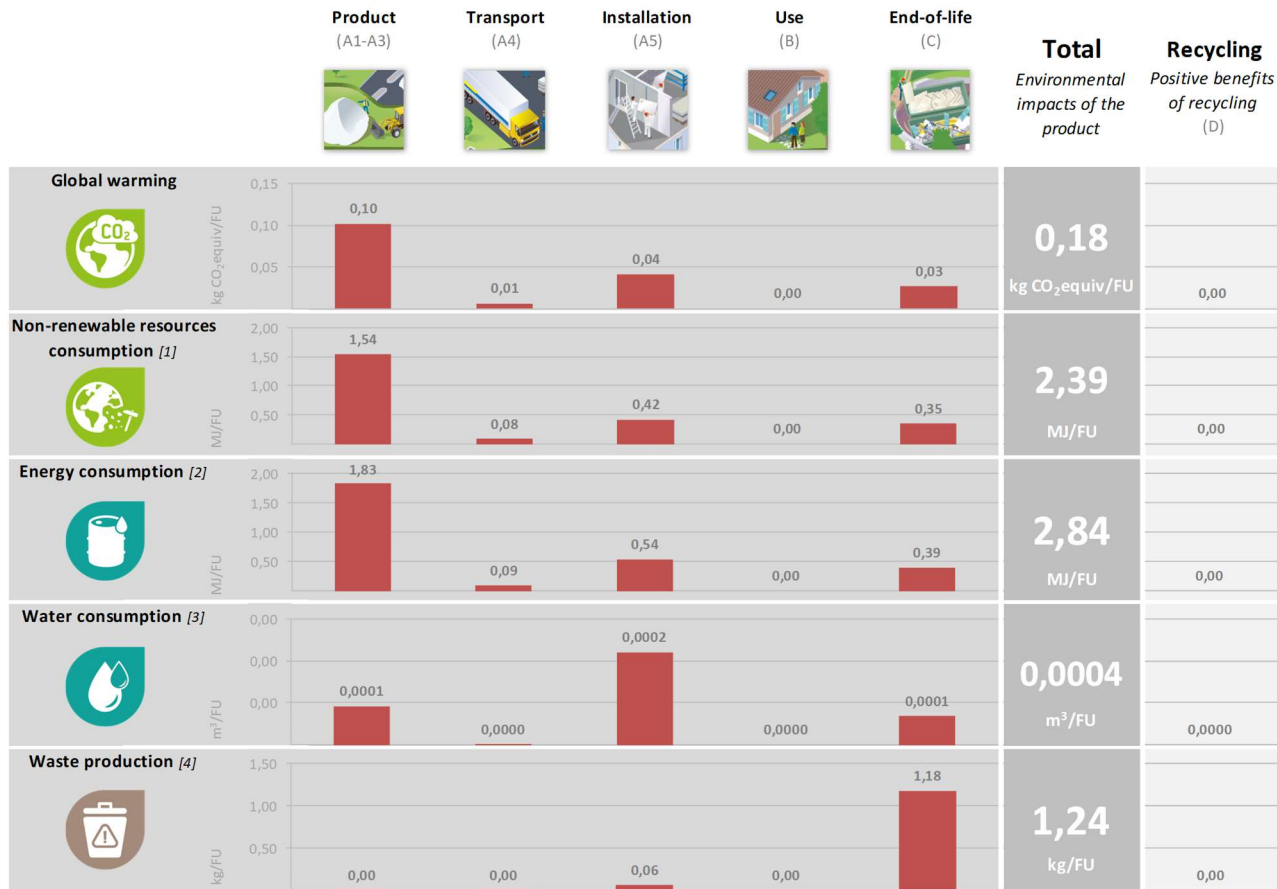 Product
(A1-A3)
Transport
(A4)
Installation
(A5)
Use
(B)
End-of-life
(C)
Total
Environmental
impacts of the
product
Recycling
Positive benefits
of recycling
(D)
Global warming
CO₂
kg CO₂equiv/FU
0,15
0,10
0,05
0,10
0,01
0,04
0,00
0,03
0,18
kg CO₂equiv/FU
0,00
Non-renewable resources
consumption [1]
MJ/FU
2,00
1,50
1,00
0,50
1,54
0,08
0,42
0,00
0,35
2,39
MJ/FU
0,00
Energy consumption [2]
MJ/FU
2,00
1,50
1,00
0,50
1,83
0,09
0,54
0,00
0,39
2,84
MJ/FU
0,00
Water consumption [3]
m³/FU
0,00
0,00
0,00
0,0001
0,0000
0,0002
0,0000
0,0001
0,0004
m³/FU
0,0000
Waste production [4]
kg/FU
1,50
1,00
0,50
0,00
0,00
0,06
0,00
1,18
1,24
kg/FU
0,00